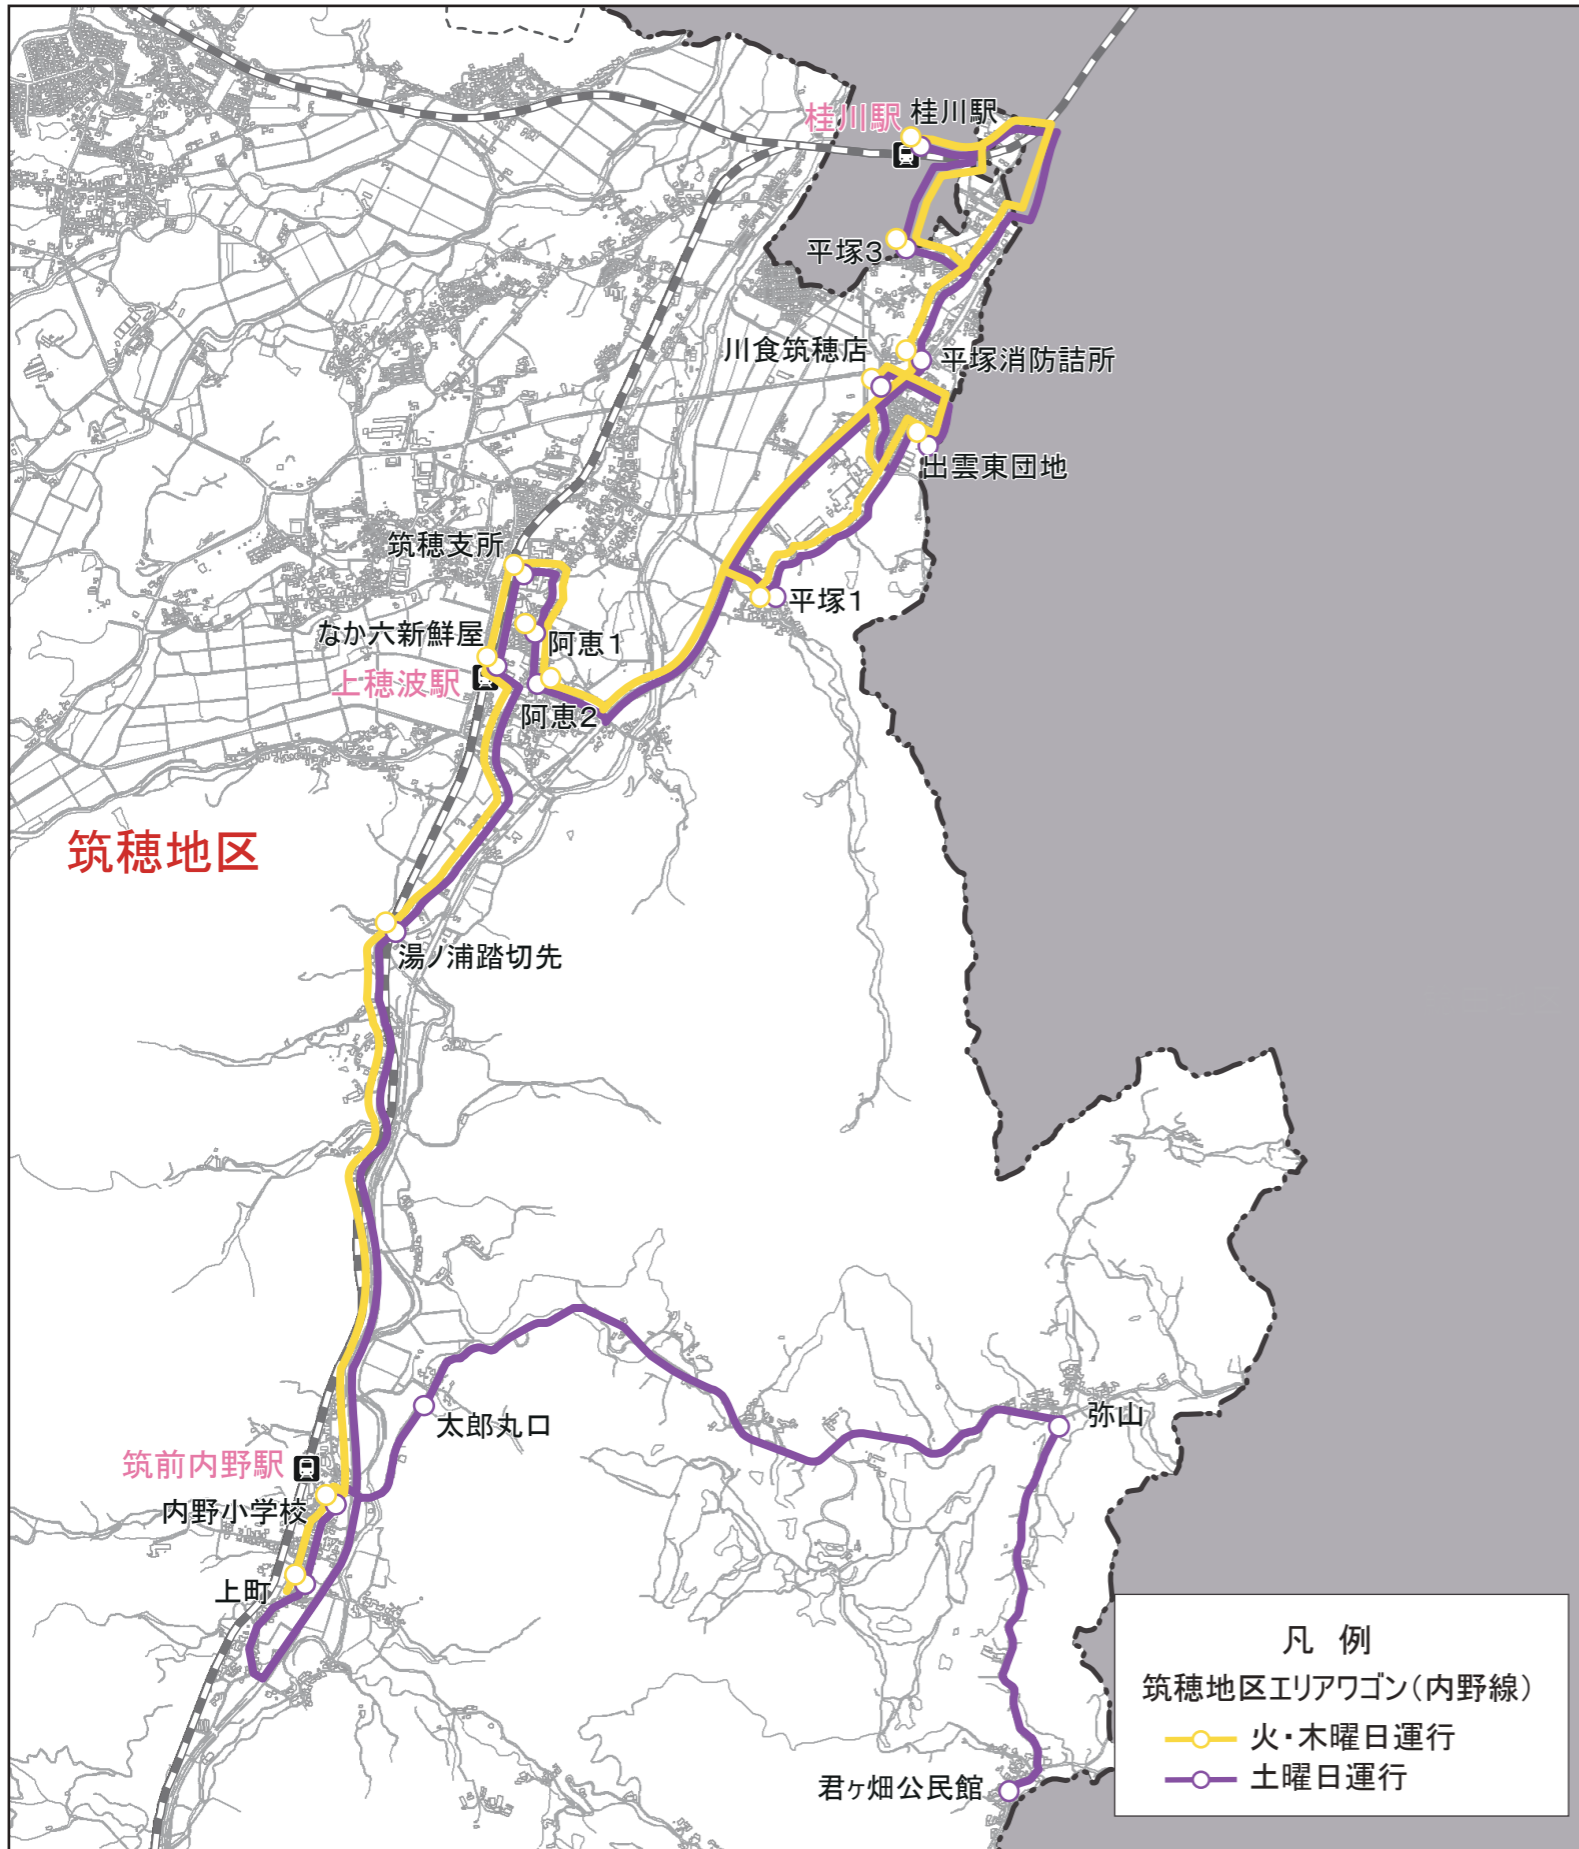 桂川駅
桂川駅
平塚3
川食筑穂店
平塚消防詰所
出雲東団地
筑穂支所
平塚1
なか六新鮮屋
阿恵1
上穂波駅
阿恵2
筑穂地区
湯ノ浦踏切先
太郎丸口
弥山
筑前内野駅
内野小学校
上町
君ヶ畑公民館
凡 例
筑穂地区エリアワゴン(内野線)
火・木曜日運行
土曜日運行